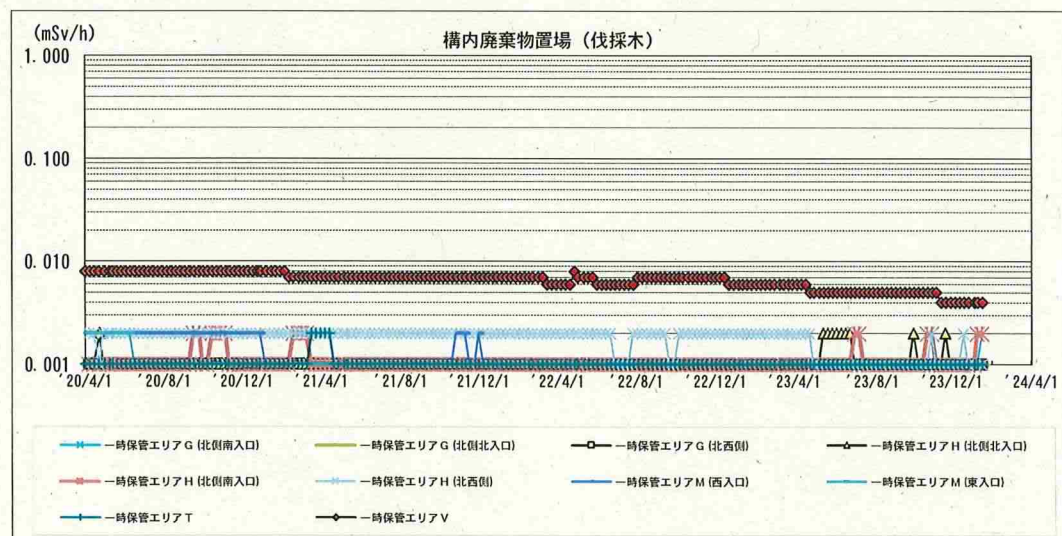 (mSv/h)
構内廃棄物置場（伐採木）
1.000
0.100
0.010
0.001
'20/4/1 '20/8/1 '20/12/1 '21/4/1 '21/8/1 '21/12/1 '22/4/1 '22/8/1 '22/12/1 '23/4/1 '23/8/1 '23/12/1 '24/4/1
一時保管エリアＧ(北側南入口) 一時保管エリアＧ(北側北入口) 一時保管エリアＧ(北西側) 一時保管エリアＨ(北側北入口)
一時保管エリアＨ(北側南入口) 一時保管エリアＨ(北西側) 一時保管エリアＭ(西入口) 一時保管エリアＭ(東入口)
一時保管エリアＴ 一時保管エリアＶ